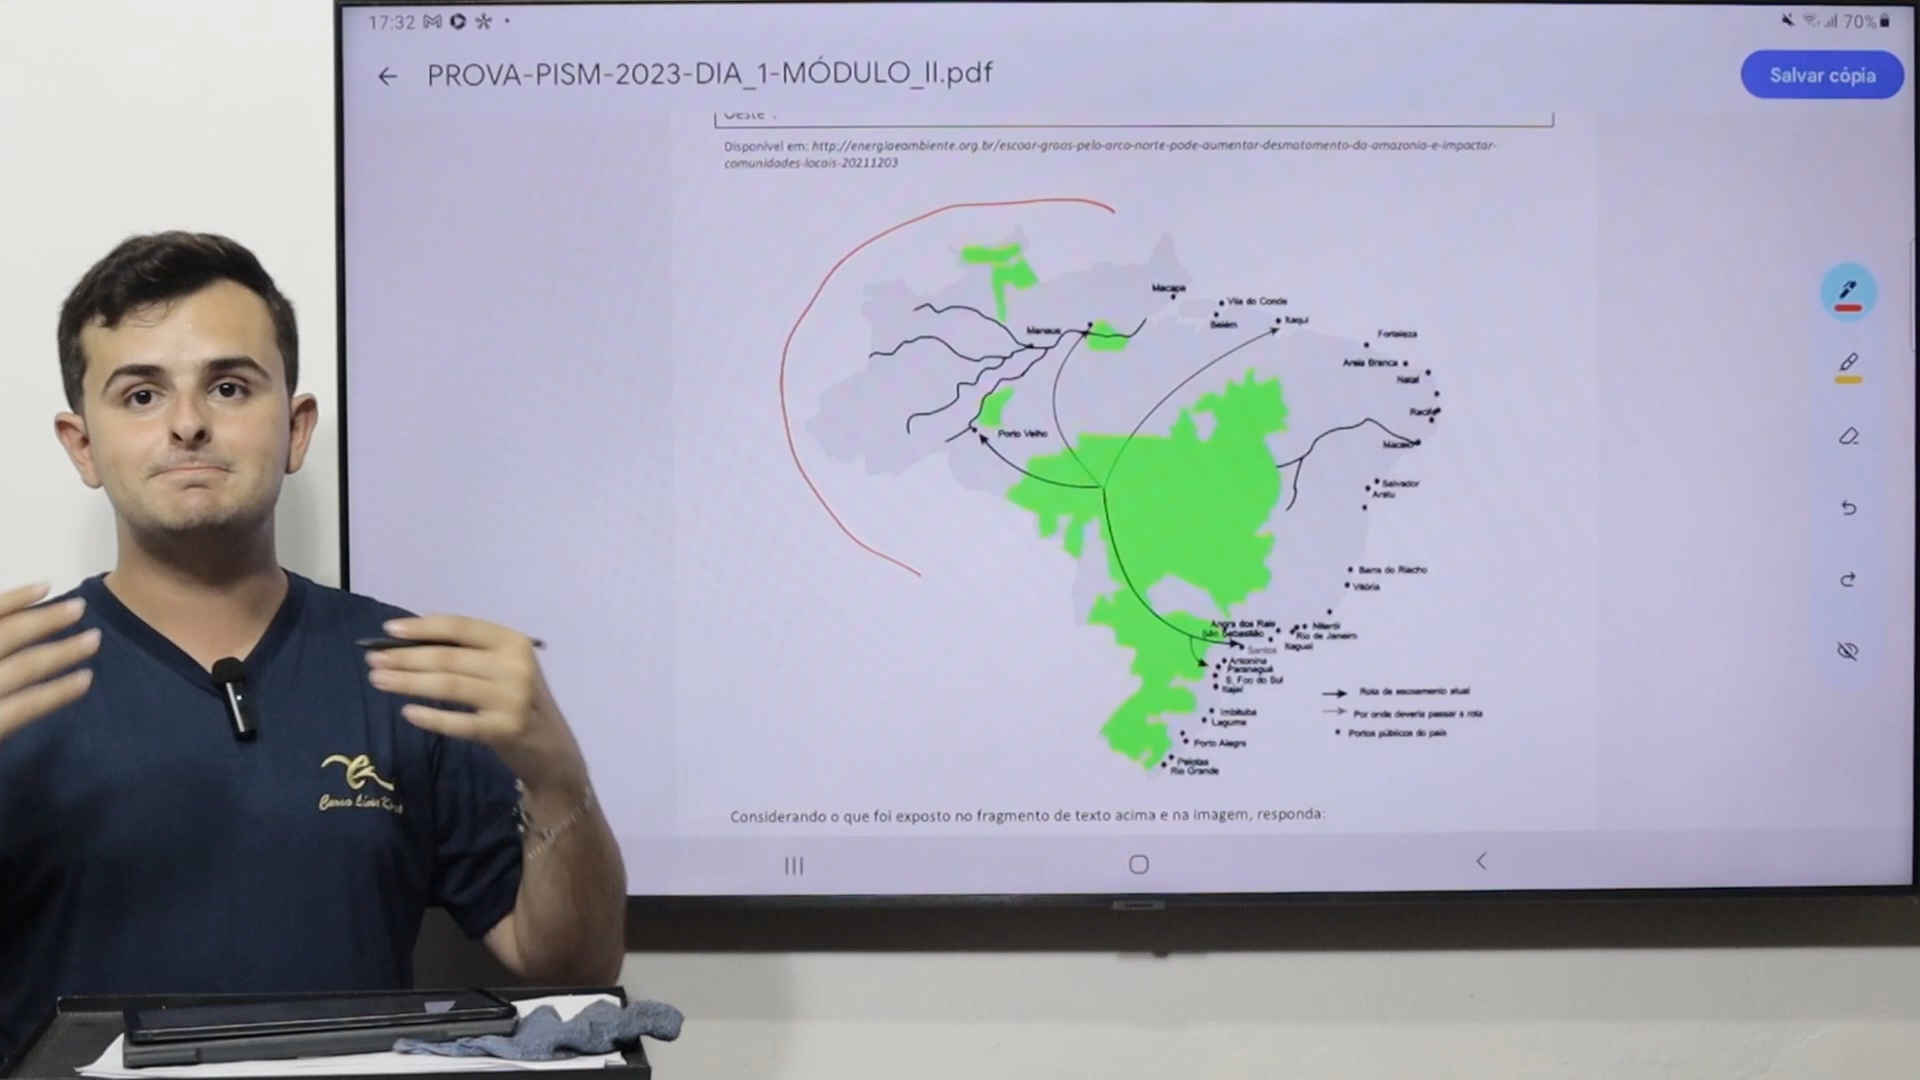 17:32
70%
PROVA-PISM-2023-DIA_1-MÓDULO_II.pdf
Salvar cópia
Oeste".
Disponível em: http://energiaeambiente.org.br/escoar-graos-pelo-arco-norte-pode-aumentar-desmatamento-da-amazonia-e-impactar-
comunidades-locais-20211203
Macapá
Vila do Conde
Belém
Itaqui
Manaus
Fortaleza
Areia Branca
Natal
Recife
Porto Velho
Maceió
Salvador
Aratu
Barra do Riacho
Vitória
Angra dos Reis
Niterói
São Sebastião
Rio de Janeiro
Santos
Itaguaí
Antonina
Paranaguá
S. Fco do Sul
Itajaí
Rota de escoamento atual
Imbituba
Por onde deveria passar a rota
Laguna
Portos públicos do país
Porto Alegre
Pelotas
Rio Grande
Considerando o que foi exposto no fragmento de texto acima e na imagem, responda:
Curso